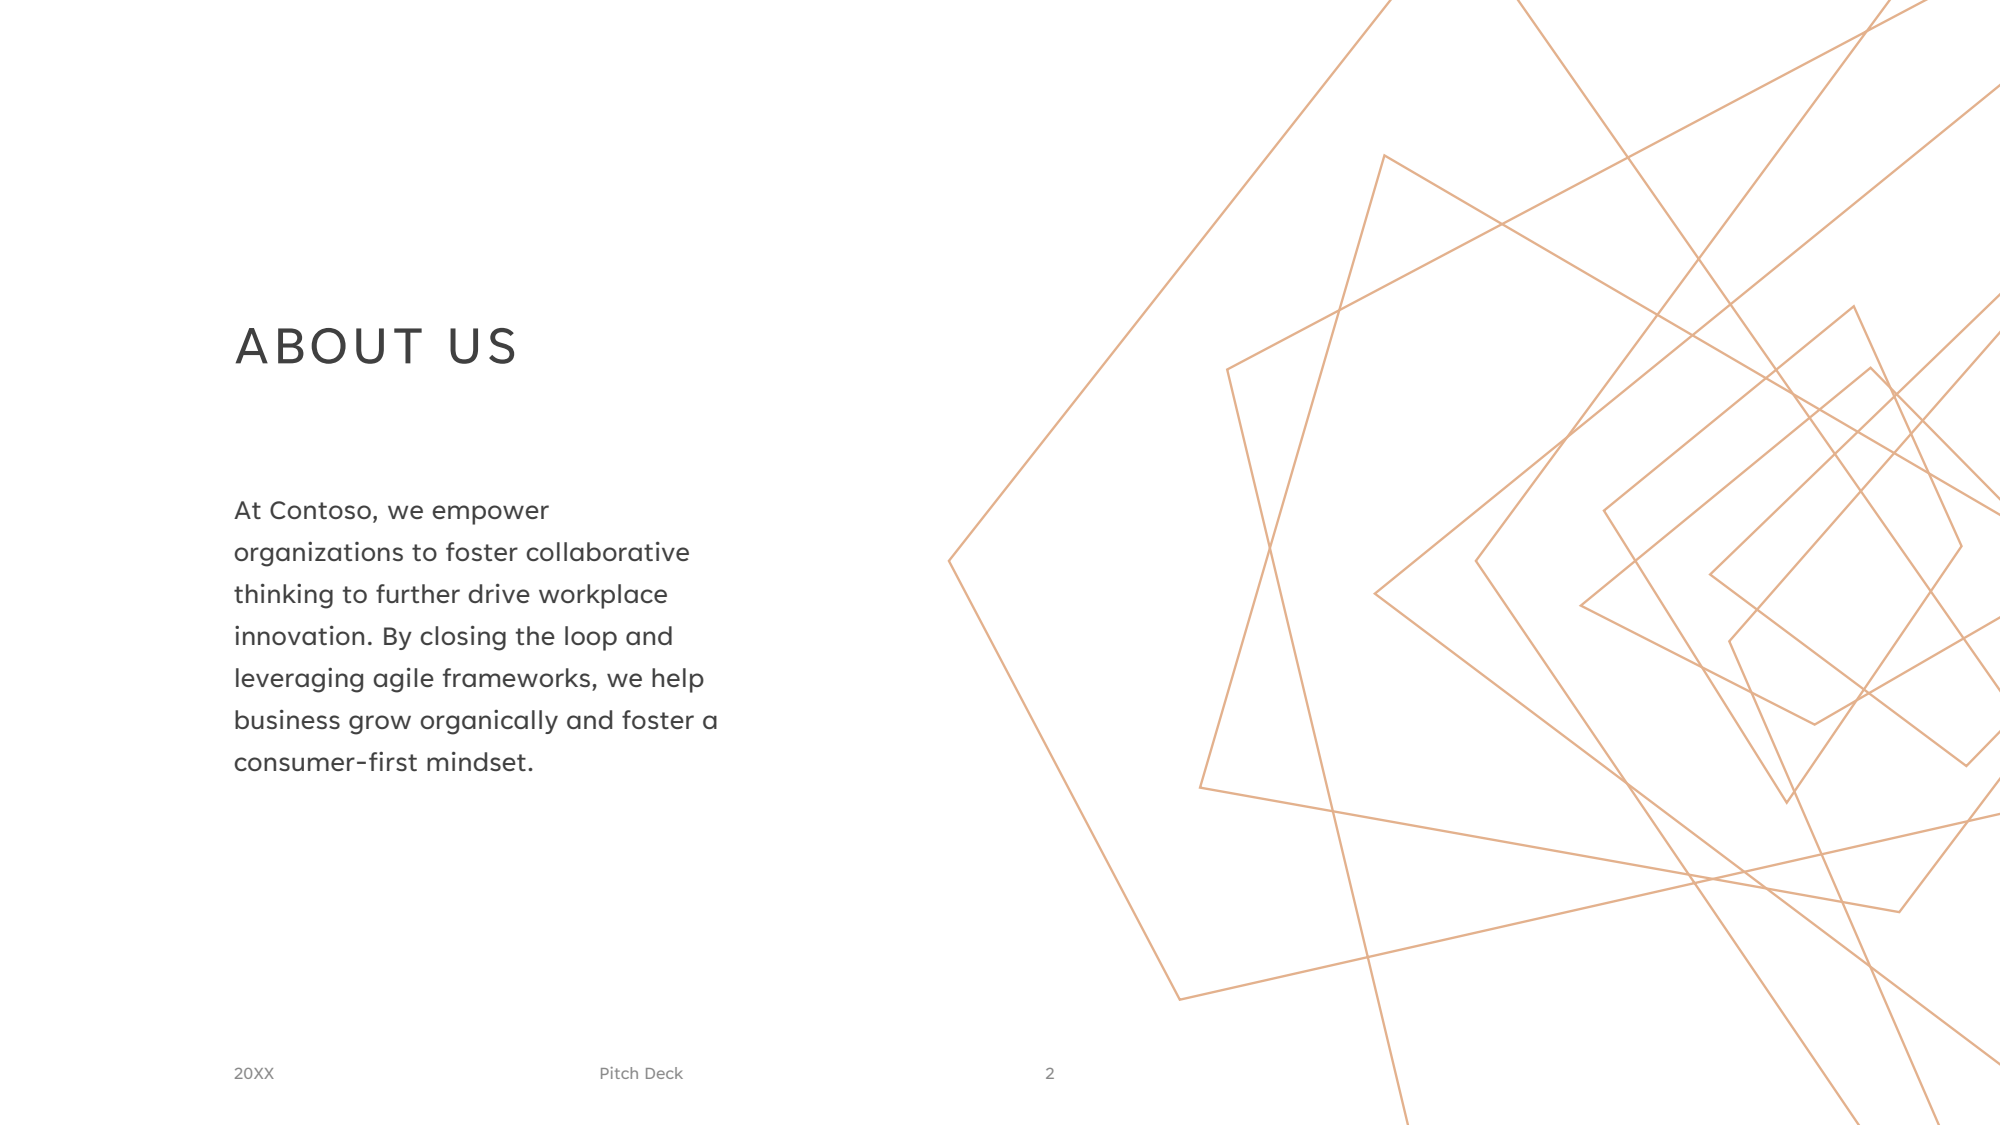 ABOUT US
At Contoso, we empower
organizations to foster collaborative
thinking to further drive workplace
innovation. By closing the loop and
leveraging agile frameworks, we help
business grow organically and foster a
consumer-first mindset.
20XX
Pitch Deck
2